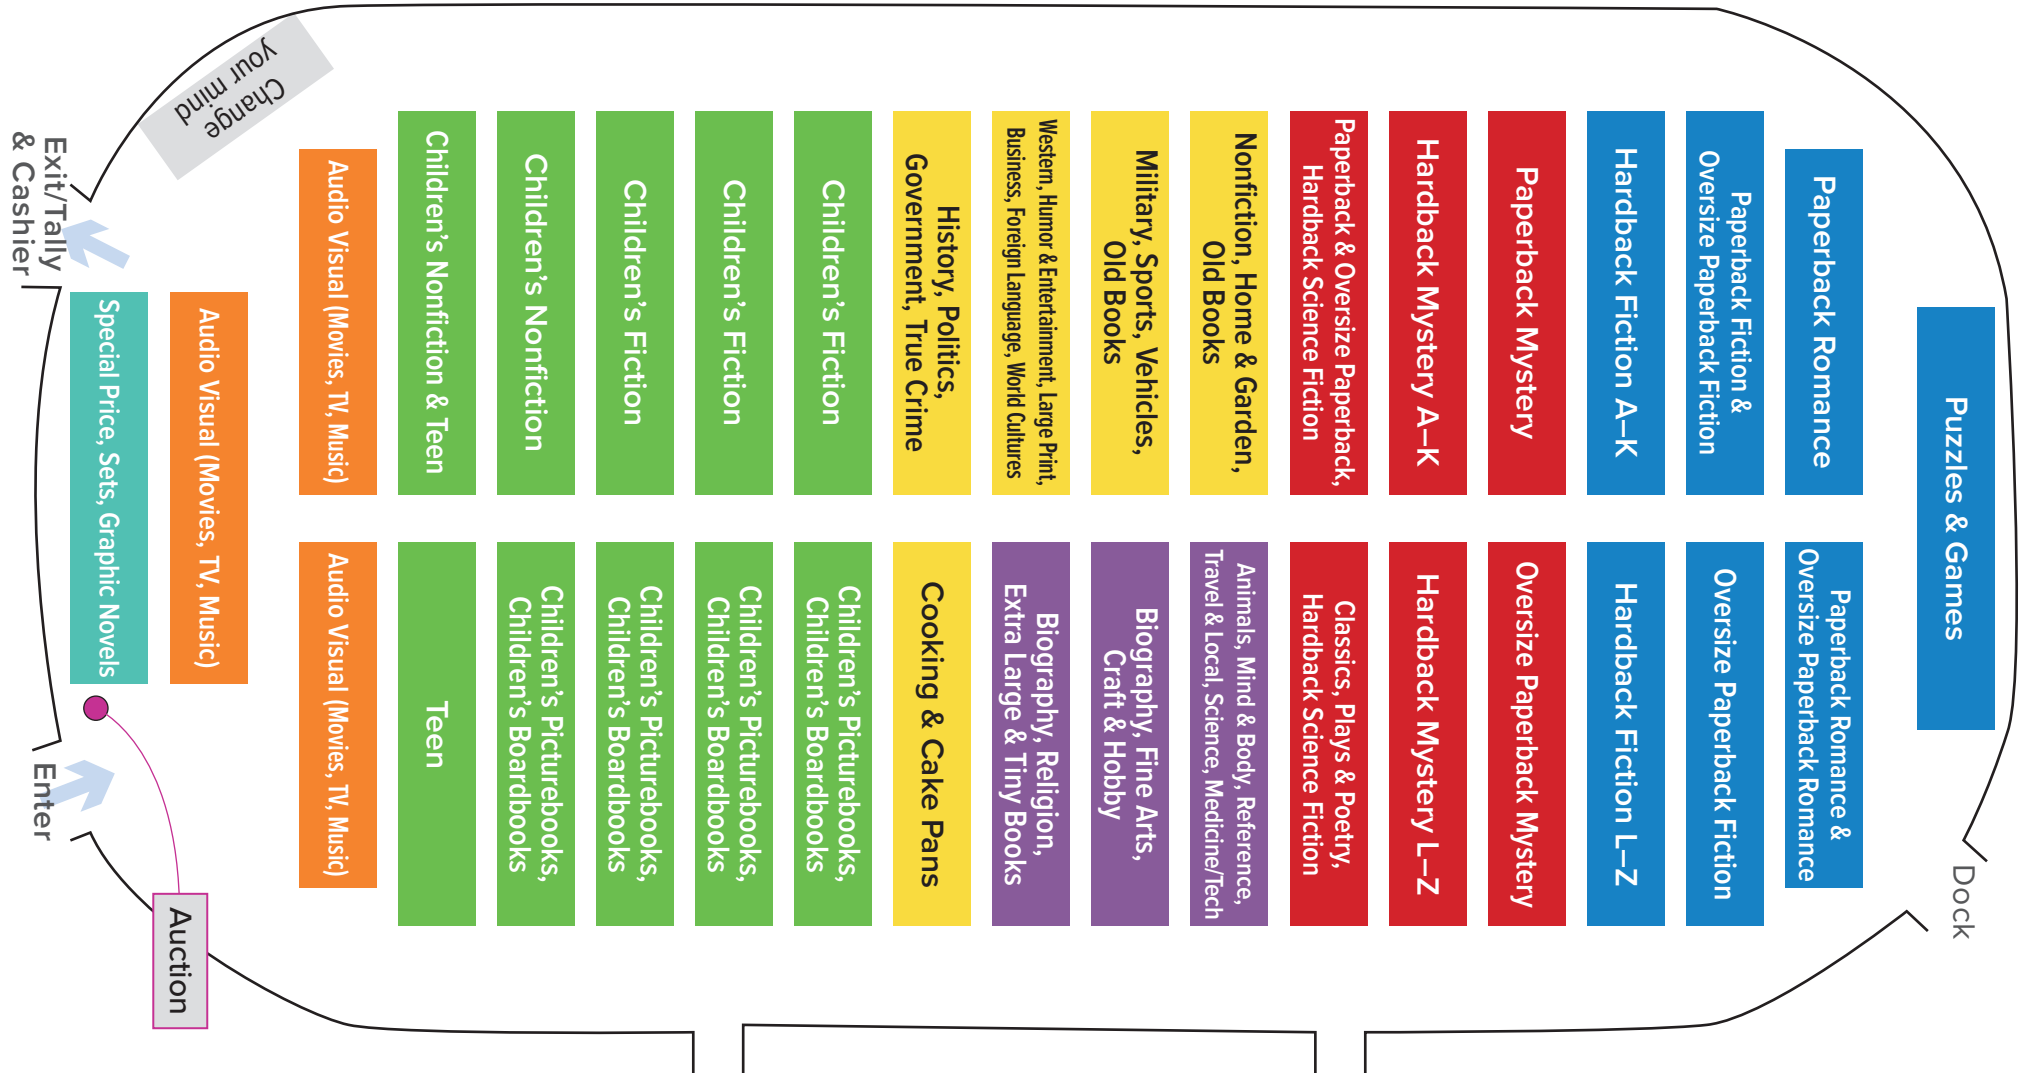 Change
your mind
Exit/Tally
& Cashier
Special Price, Sets, Graphic Novels
Audio Visual (Movies, TV, Music)
Audio Visual (Movies, TV, Music)
Children's Nonfiction & Teen
Children's Nonfiction
Children's Fiction
Children's Fiction
Children's Fiction
History, Politics,
Government, True Crime
Western, Humor & Entertainment, Large Print,
Business, Foreign Language, World Cultures
Military, Sports, Vehicles,
Old Books
Nonfiction, Home & Garden,
Old Books
Paperback & Oversize Paperback,
Hardback Science Fiction
Hardback Mystery A–K
Paperback Mystery
Hardback Fiction A–K
Paperback Fiction &
Oversize Paperback Fiction
Paperback Romance
Puzzles & Games
Audio Visual (Movies, TV, Music)
Teen
Children's Picturebooks,
Children's Boardbooks
Children's Picturebooks,
Children's Boardbooks
Children's Picturebooks,
Children's Boardbooks
Children's Picturebooks,
Children's Boardbooks
Cooking & Cake Pans
Biography, Religion,
Extra Large & Tiny Books
Biography, Fine Arts,
Craft & Hobby
Animals, Mind & Body, Reference,
Travel & Local, Science, Medicine/Tech
Classics, Plays & Poetry,
Hardback Science Fiction
Hardback Mystery L–Z
Oversize Paperback Mystery
Hardback Fiction L–Z
Oversize Paperback Fiction
Paperback Romance &
Oversize Paperback Romance
Enter
Auction
Dock